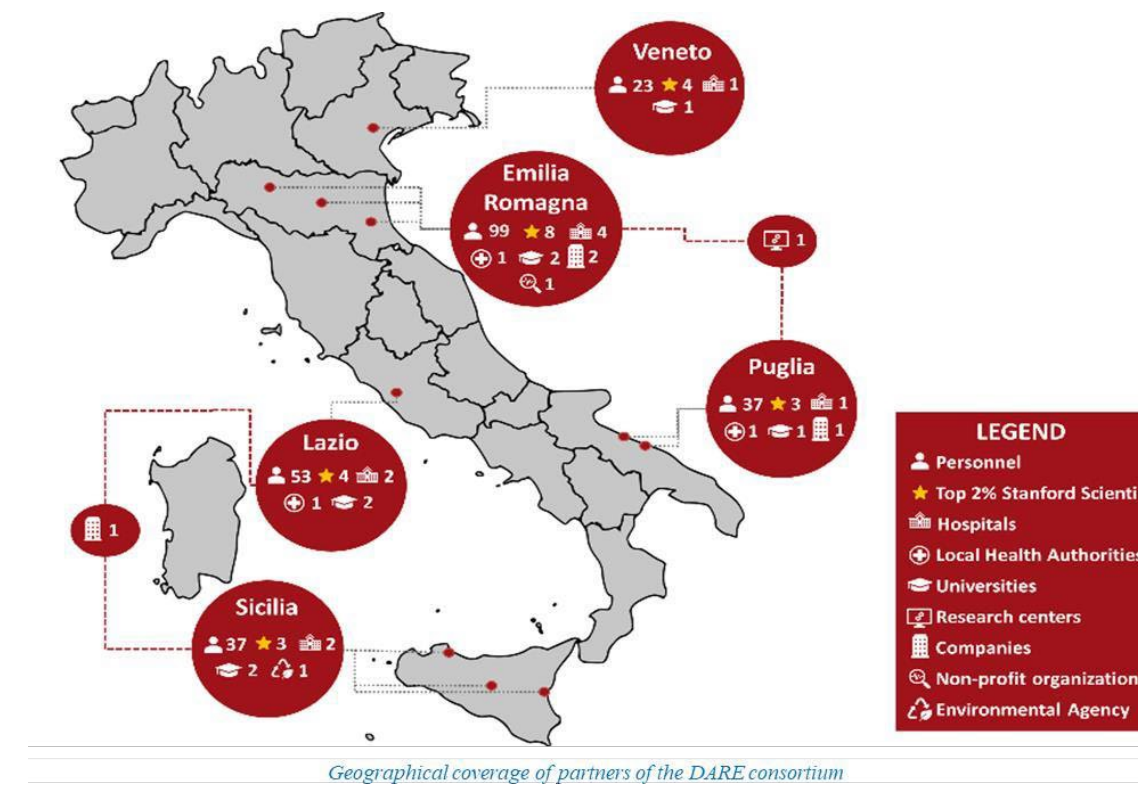 Veneto
23 4 1
1
Emilia
Romagna
99 8 4
1 2 2
1
1
Puglia
37 3 1
1 1 1
Lazio
53 4 2
1 2
1
Sicilia
37 3 2
2 1
LEGEND
Personnel
Top 2% Stanford Scienti
Hospitals
Local Health Authorities
Universities
Research centers
Companies
Non-profit organization
Environmental Agency
Geographical coverage of partners of the DARE consortium